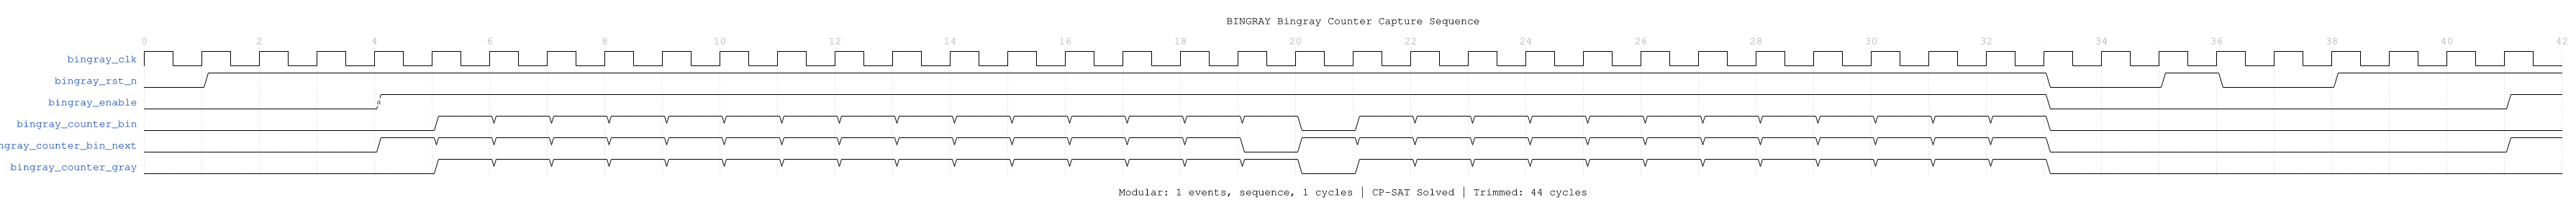 BINGRAY Bingray Counter Capture Sequence
0 2 4 6 8 10 12 14 16 18 20 22 24 26 28 30 32 34 36 38 40 42
bingray_clk
bingray_rst_n
bingray_enable
a
bingray_counter_bin
ngray_counter_bin_next
bingray_counter_gray
Modular: 1 events, sequence, 1 cycles | CP-SAT Solved | Trimmed: 44 cycles